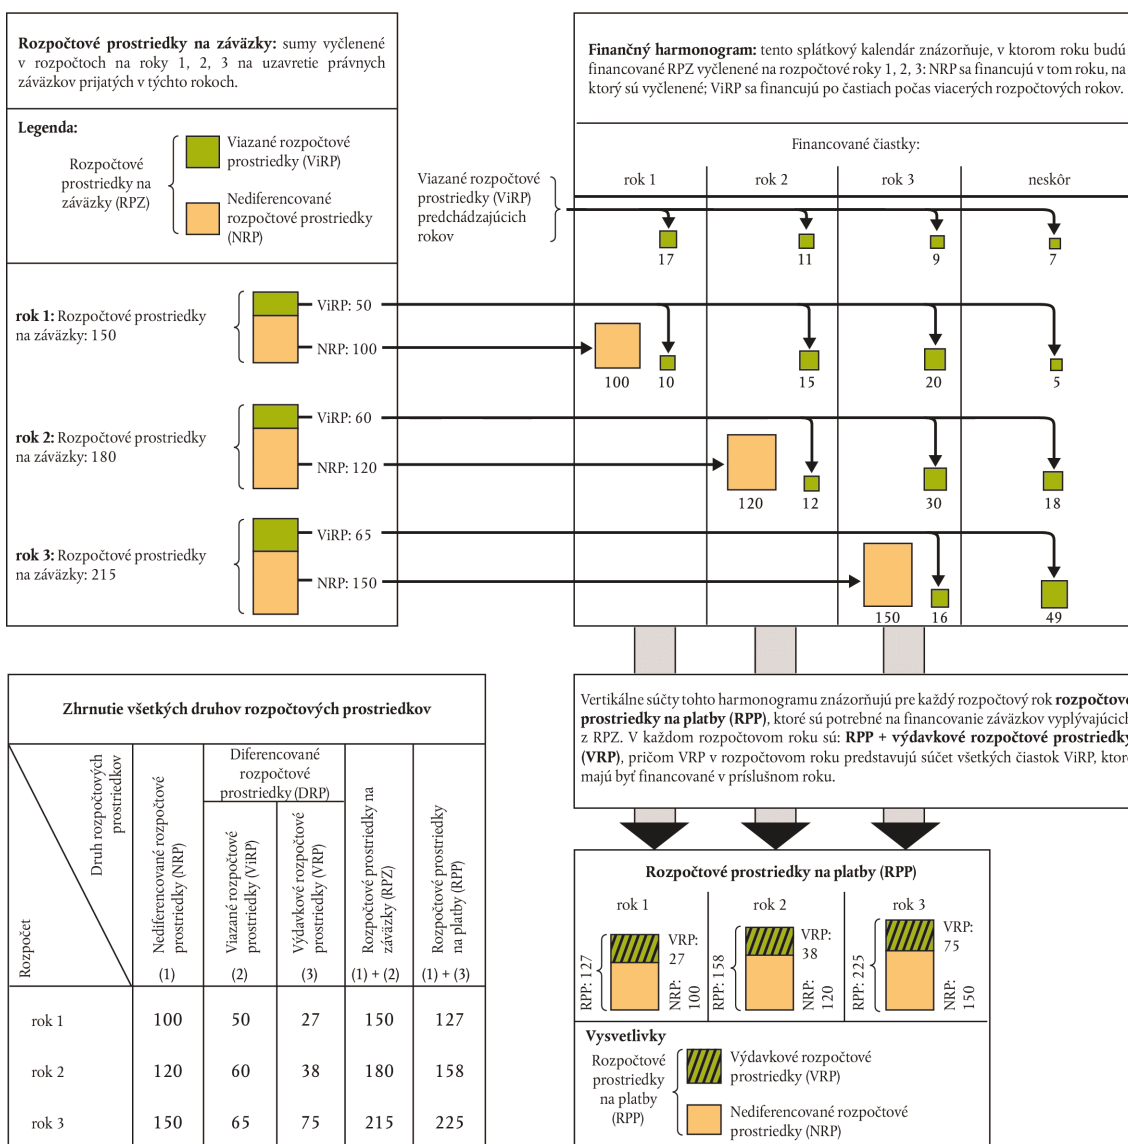 Rozpočtové prostriedky na záväzky: sumy vyčlenené
v rozpočtoch na roky 1, 2, 3 na uzavretie právnych
záväzkov prijatých v týchto rokoch.
Legenda:
Rozpočtové
prostriedky na
záväzky (RPZ)
Viazané rozpočtové
prostriedky (ViRP)
Nediferencované
rozpočtové prostriedky
(NRP)
Finančný harmonogram: tento splátkový kalendár znázorňuje, v ktorom roku budú
financované RPZ vyčlenené na rozpočtové roky 1, 2, 3: NRP sa financujú v tom roku, na
ktorý sú vyčlenené; ViRP sa financujú po častiach počas viacerých rozpočtových rokov.
Financované čiastky:
rok 1 rok 2 rok 3 neskôr
Viazané rozpočtové
prostriedky (ViRP)
predchádzajúcich
rokov
17 11 9 7
rok 1: Rozpočtové prostriedky
na záväzky: 150
ViRP: 50
NRP: 100
100 10 15 20 5
rok 2: Rozpočtové prostriedky
na záväzky: 180
ViRP: 60
NRP: 120
120 12 30 18
rok 3: Rozpočtové prostriedky
na záväzky: 215
ViRP: 65
NRP: 150
150 16 49
Vertikálne súčty tohto harmonogramu znázorňujú pre každý rozpočtový rok rozpočtové
prostriedky na platby (RPP), ktoré sú potrebné na financovanie záväzkov vyplývajúcich
z RPZ. V každom rozpočtovom roku sú: RPP + výdavkové rozpočtové prostriedky
(VRP), pričom VRP v rozpočtovom roku predstavujú súčet všetkých čiastok ViRP, ktoré
majú byť financované v príslušnom roku.
Zhrnutie všetkých druhov rozpočtových prostriedkov
Rozpočet
Druh rozpočtových
prostriedkov
Nediferencované rozpočtové
prostriedky (NRP)
Diferencované
rozpočtové
prostriedky (DRP)
Viazané rozpočtové
prostriedky (ViRP)
Výdavkové rozpočtové
prostriedky (VRP)
Rozpočtové prostriedky na
záväzky (RPZ)
Rozpočtové prostriedky
na platby (RPP)
(1) (2) (3) (1) + (2) (1) + (3)
rok 1 100 50 27 150 127
rok 2 120 60 38 180 158
rok 3 150 65 75 215 225
Rozpočtové prostriedky na platby (RPP)
rok 1
RPP: 127
VRP:
27
NRP:
100
rok 2
RPP: 158
VRP:
38
NRP:
120
rok 3
RPP: 225
VRP:
75
NRP:
150
Vysvetlivky
Rozpočtové
prostriedky
na platby
(RPP)
Výdavkové rozpočtové
prostriedky (VRP)
Nediferencované rozpočtové
prostriedky (NRP)